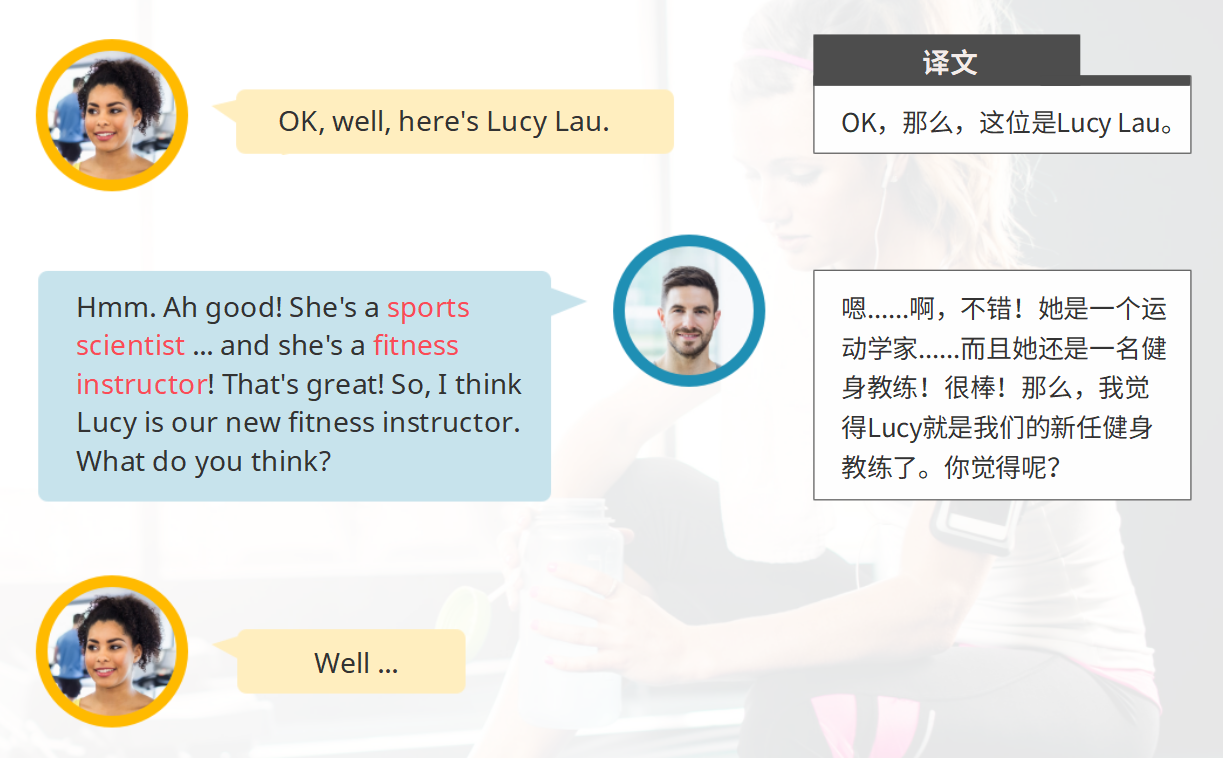 译文
OK, well, here's Lucy Lau.
OK，那么，这位是Lucy Lau。
Hmm. Ah good! She's a sports
scientist ... and she's a fitness
instructor! That's great! So, I think
Lucy is our new fitness instructor.
What do you think?
嗯......啊，不错！她是一个运
动学家......而且她还是一名健
身教练！很棒！那么，我觉
得Lucy就是我们的新任健身
教练了。你觉得呢？
Well ...